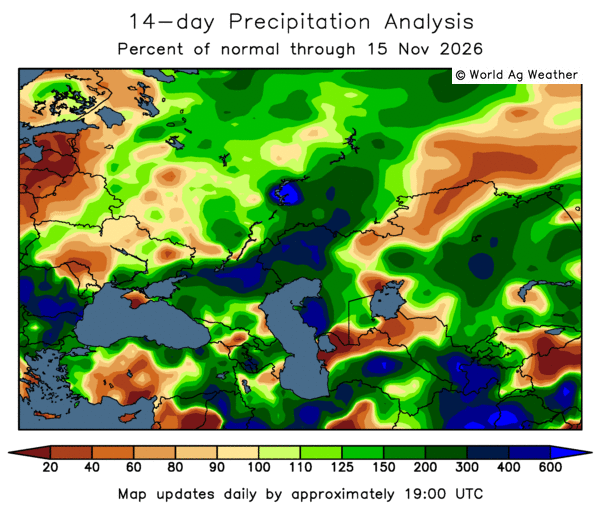 14-day Precipitation Analysis
Percent of normal through 15 Nov 2026
© World Ag Weather
20 40 60 80 90 100 110 125 150 200 300 400 600
Map updates daily by approximately 19:00 UTC